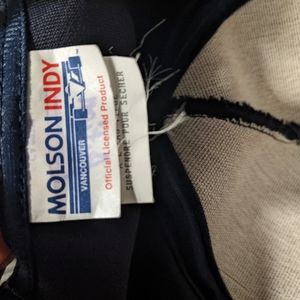 MOLSON INDY
VANCOUVER
Official Licensed Product
SUSPENDRE POUR SECHER